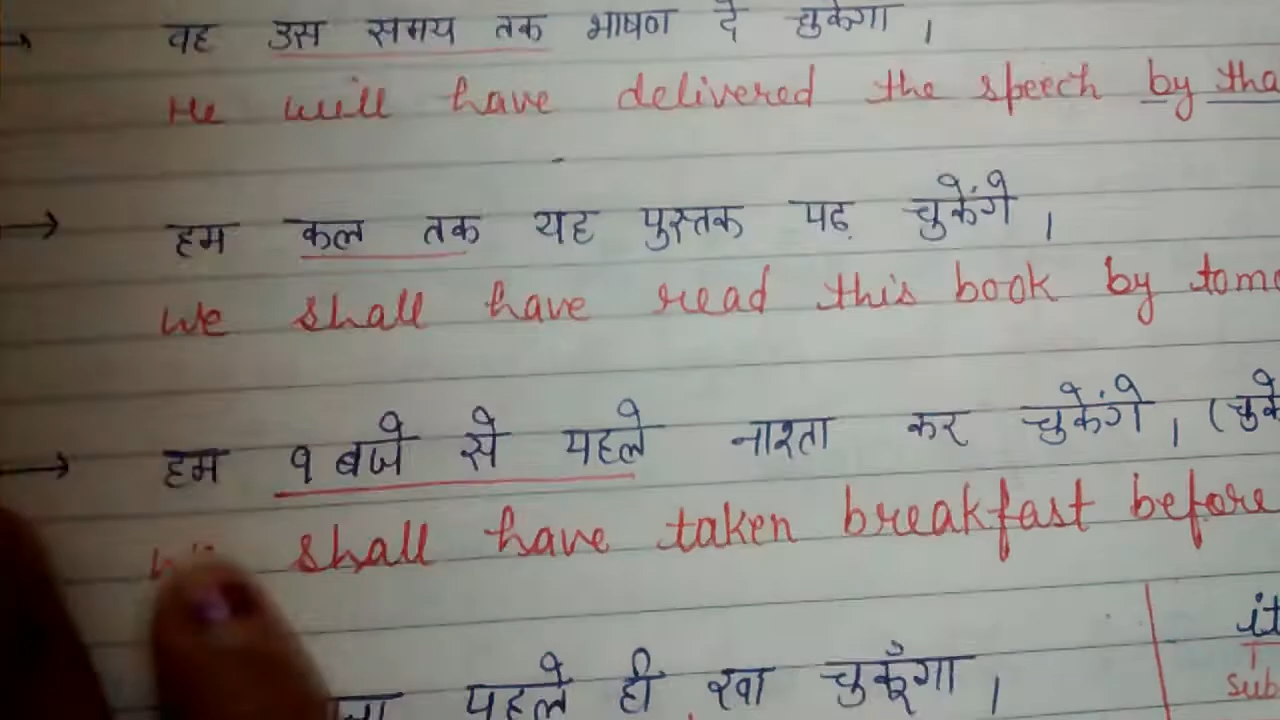 → वह उस समय तक भाषण दे चुकेगा ।
He will have delivered the speech by tha
→ हम कल तक यह पुस्तक पढ़ चुकेंगे ।
We shall have read this book by tomo
→ हम ९ बजे से पहले नाश्ता कर चुकेंगे । (चुके
shall have taken breakfast before
पहले ही खा चुकूँगा ।
it
sub